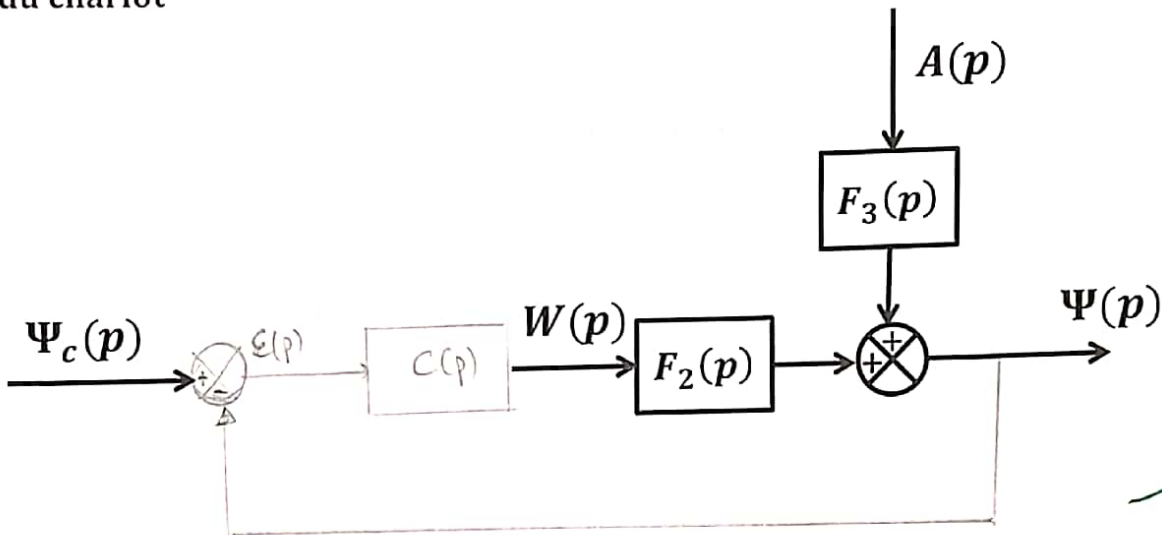 du chariot
A(p)
F₃(p)
Ψc(p)
+
-
ε(p)
C(p)
W(p)
F₂(p)
+
+
Ψ(p)